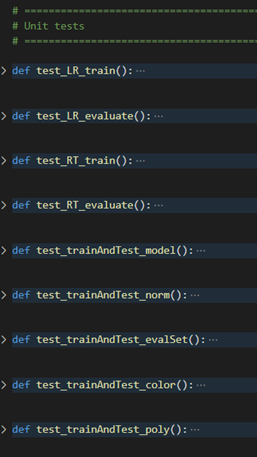 # ======================================
# Unit tests
# ======================================
def test_LR_train():···
def test_LR_evaluate():···
def test_RT_train():···
def test_RT_evaluate():···
def test_trainAndTest_model():···
def test_trainAndTest_norm():···
def test_trainAndTest_evalSet():···
def test_trainAndTest_color():···
def test_trainAndTest_poly():···